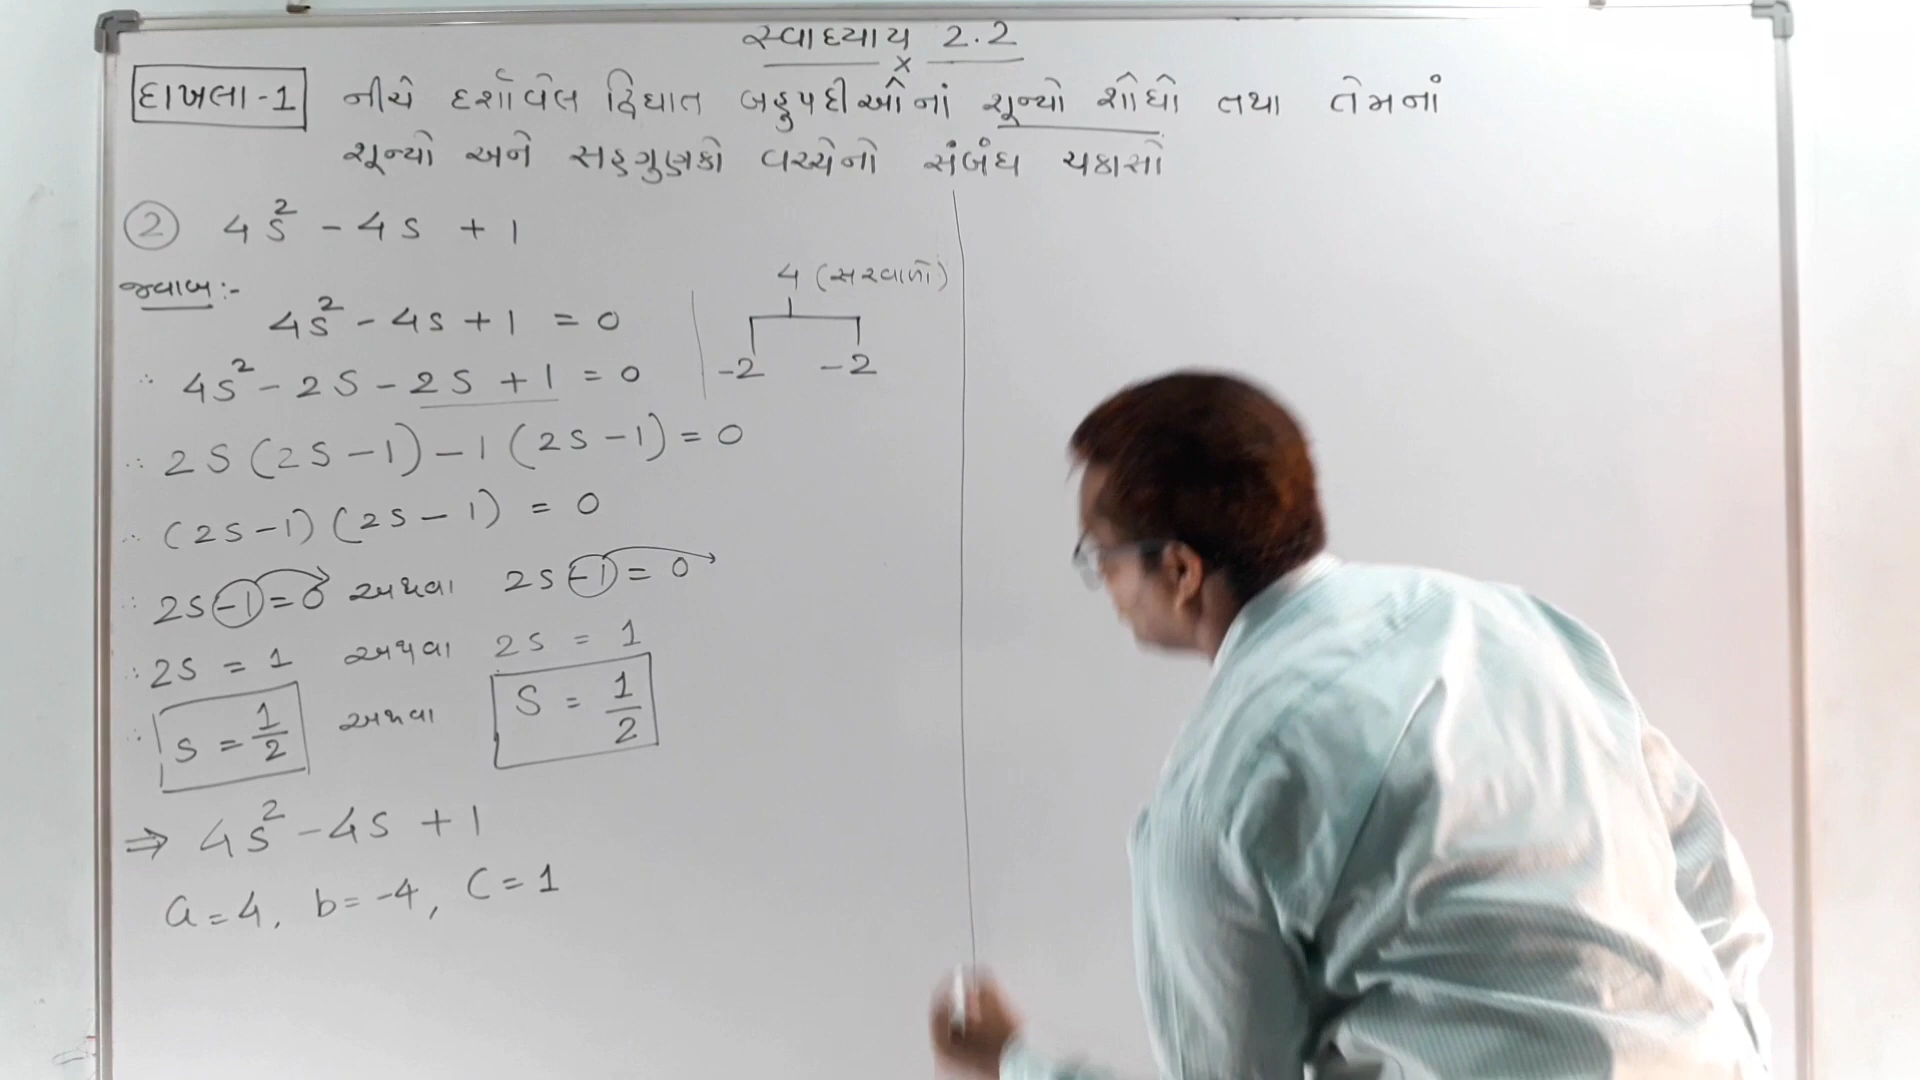 સ્વાધ્યાય 2.2
x
દાખલા-1 નીચે દર્શાવેલ દ્વિઘાત બહુપદીઓનાં શૂન્યો શોધો તથા તેમનાં
શૂન્યો અને સહગુણકો વચ્ચેનો સંબંધ ચકાસો
2 4s² - 4s + 1
જવાબ:-
4 (સરવાળો)
-2 -2
4s² - 4s + 1 = 0
∴ 4s² - 2s - 2s + 1 = 0
∴ 2s (2s - 1) - 1 (2s - 1) = 0
∴ (2s - 1) (2s - 1) = 0
∴ 2s - 1 = 0 અથવા 2s - 1 = 0
∴ 2s = 1 અથવા 2s = 1
∴ s = 1/2 અથવા s = 1/2
⇒ 4s² - 4s + 1
a = 4, b = -4, c = 1